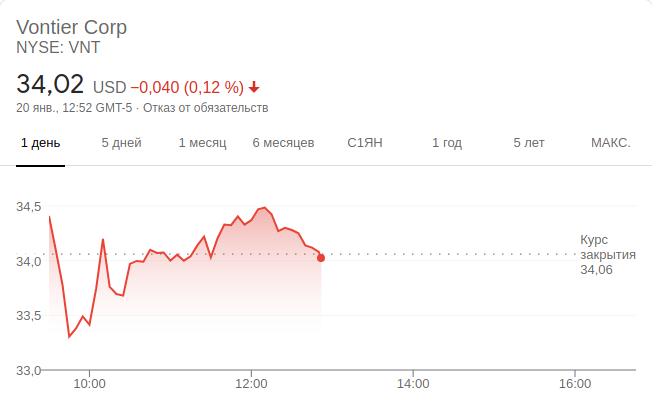 Vontier Corp
NYSE: VNT
34,02 USD −0,040 (0,12 %)
20 янв., 12:52 GMT-5 · Отказ от обязательств
1 день 5 дней 1 месяц 6 месяцев С1ЯН 1 год 5 лет МАКС.
34,5
Курс
34,0 закрытия
34,06
33,5
33,0
10:00 12:00 14:00 16:00